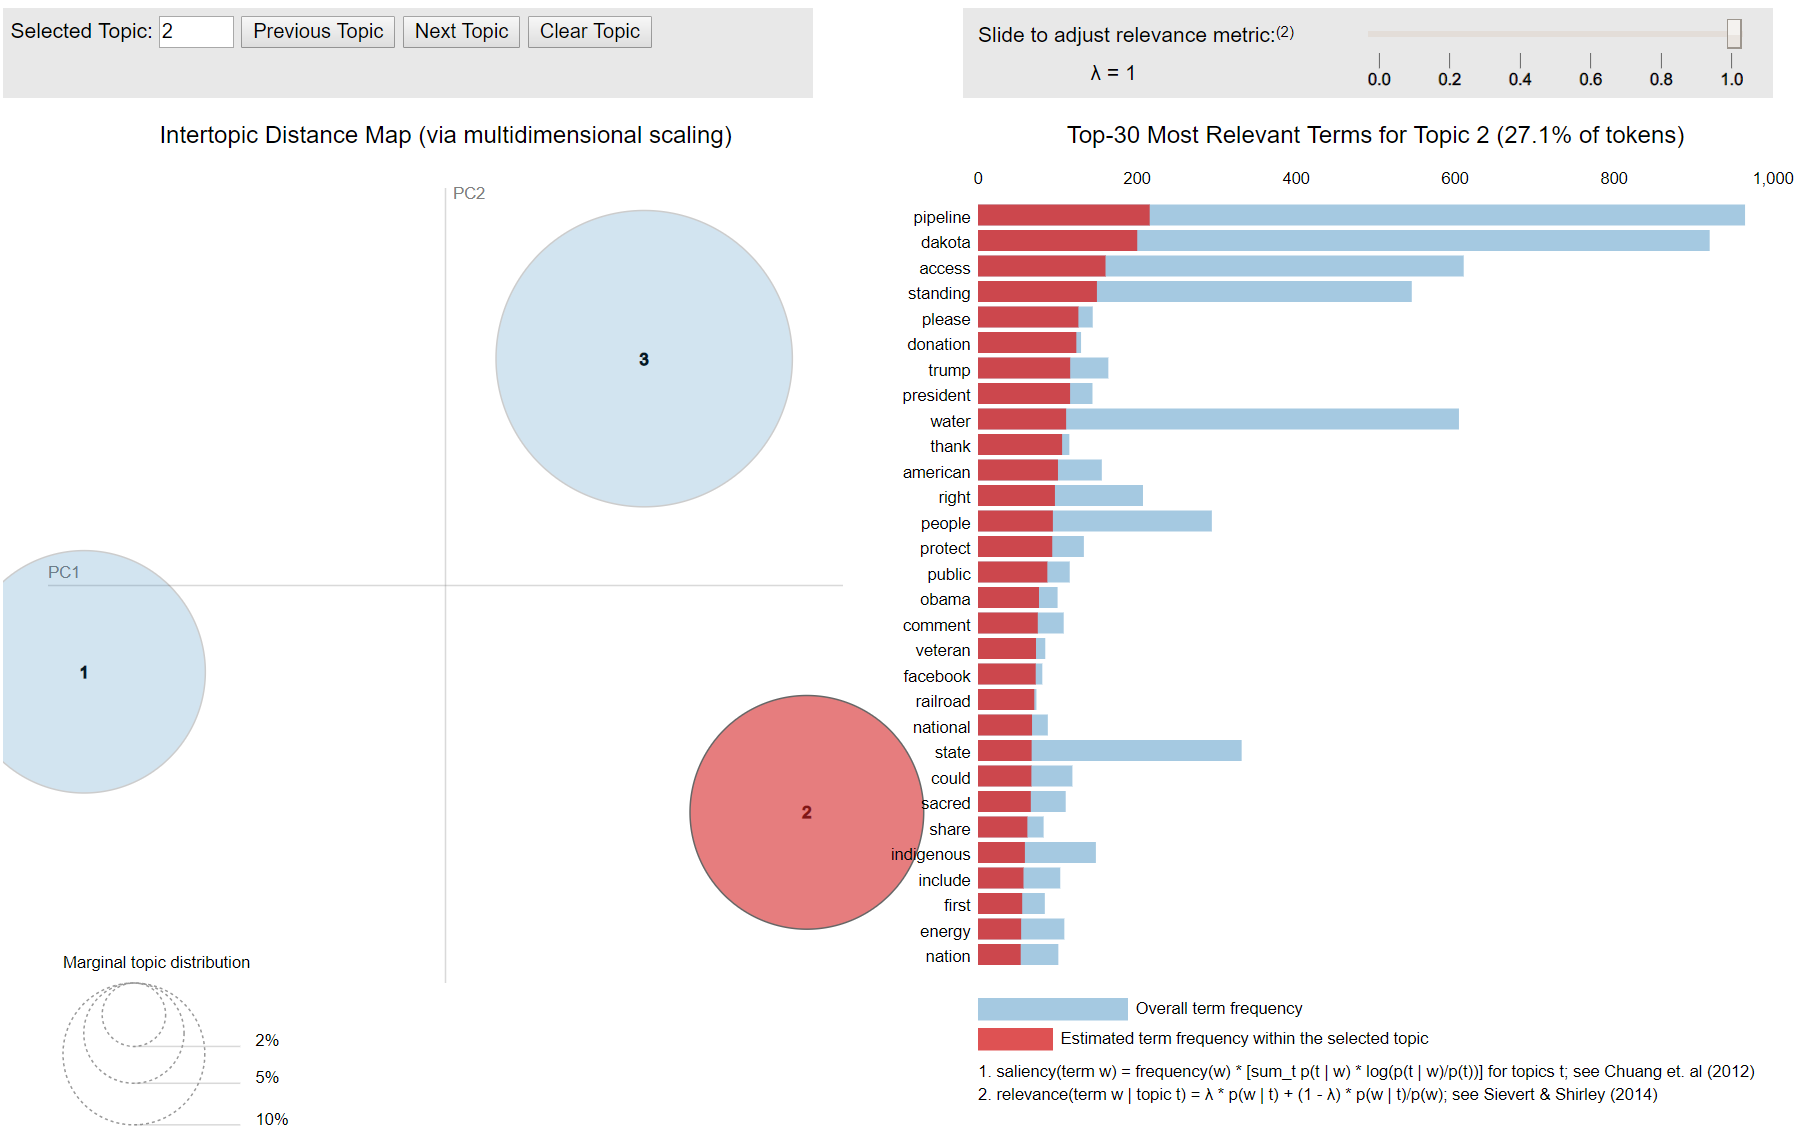 Selected Topic: 2 Previous Topic Next Topic Clear Topic
Slide to adjust relevance metric:(2)
λ = 1
0.0 0.2 0.4 0.6 0.8 1.0
Intertopic Distance Map (via multidimensional scaling)
PC2
PC1
3
1
2
Marginal topic distribution
2%
5%
10%
Top-30 Most Relevant Terms for Topic 2 (27.1% of tokens)
0 200 400 600 800 1,000
pipeline
dakota
access
standing
please
donation
trump
president
water
thank
american
right
people
protect
public
obama
comment
veteran
facebook
railroad
national
state
could
sacred
share
indigenous
include
first
energy
nation
Overall term frequency
Estimated term frequency within the selected topic
1. saliency(term w) = frequency(w) * [sum_t p(t | w) * log(p(t | w)/p(t))] for topics t; see Chuang et. al (2012)
2. relevance(term w | topic t) = λ * p(w | t) + (1 - λ) * p(w | t)/p(w); see Sievert & Shirley (2014)